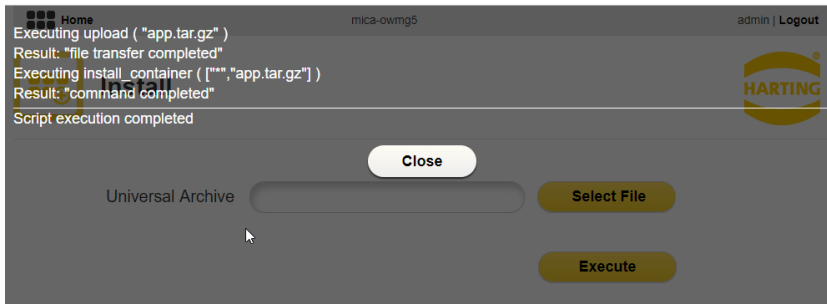 Home
mica-owmg5
admin | Logout
Executing upload ( "app.tar.gz" )
Result: "file transfer completed"
Executing install_container ( ["*","app.tar.gz"] )
Result: "command completed"
Install
HARTING
Script execution completed
Close
Universal Archive
Select File
Execute